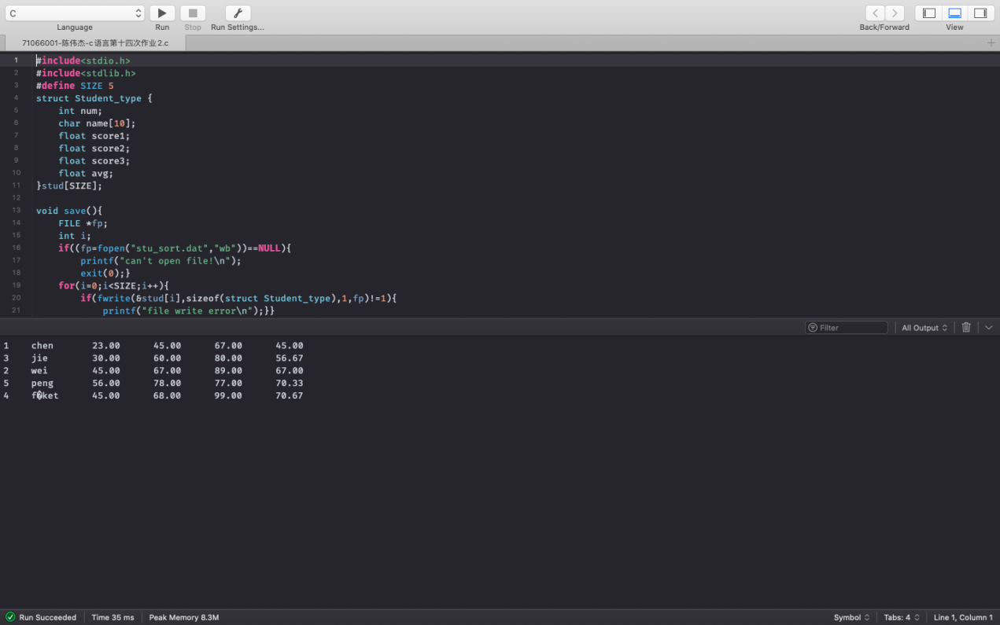 C
Language Run Stop Run Settings... Back/Forward View
71066001-陈伟杰-c语言第十四次作业2.c
1 #include<stdio.h>
2 #include<stdlib.h>
3 #define SIZE 5
4 struct Student_type {
5 int num;
6 char name[10];
7 float score1;
8 float score2;
9 float score3;
10 float avg;
11 }stud[SIZE];
12
13 void save(){
14 FILE *fp;
15 int i;
16 if((fp=fopen("stu_sort.dat","wb"))==NULL){
17 printf("can't open file!\n");
18 exit(0);}
19 for(i=0;i<SIZE;i++){
20 if(fwrite(&stud[i],sizeof(struct Student_type),1,fp)!=1){
21 printf("file write error\n");}}
Filter All Output
1 chen 23.00 45.00 67.00 45.00
3 jie 30.00 60.00 80.00 56.67
2 wei 45.00 67.00 89.00 67.00
5 peng 56.00 78.00 77.00 70.33
4 f�ket 45.00 68.00 99.00 70.67
Run Succeeded Time 35 ms Peak Memory 8.3M Symbol Tabs: 4 Line 1, Column 1